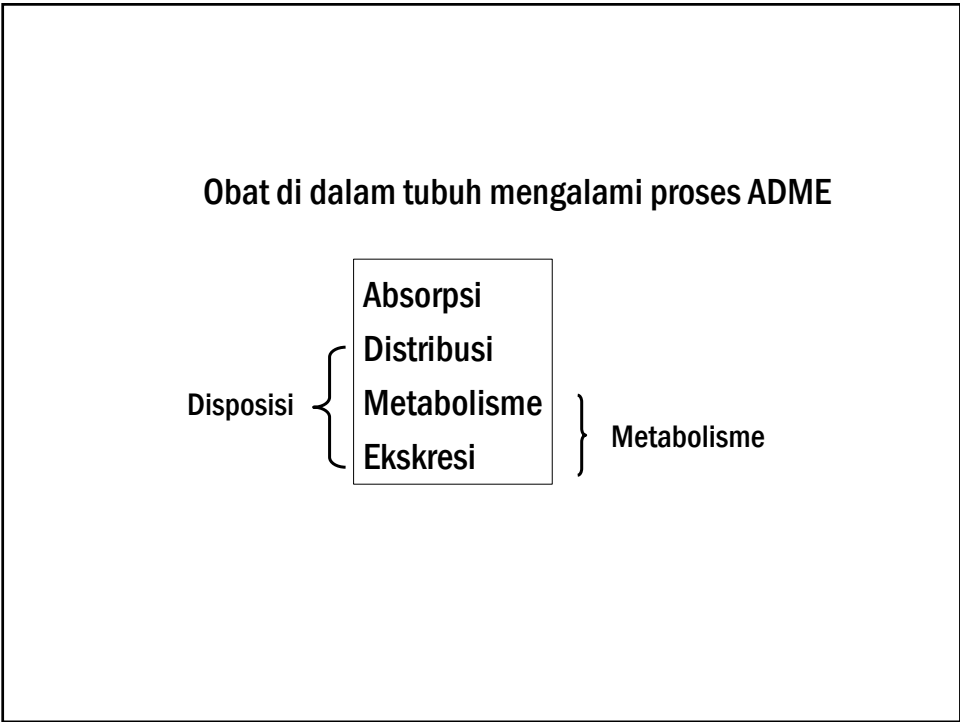 Obat di dalam tubuh mengalami proses ADME
Absorpsi
Distribusi
Disposisi
Metabolisme
Metabolisme
Ekskresi